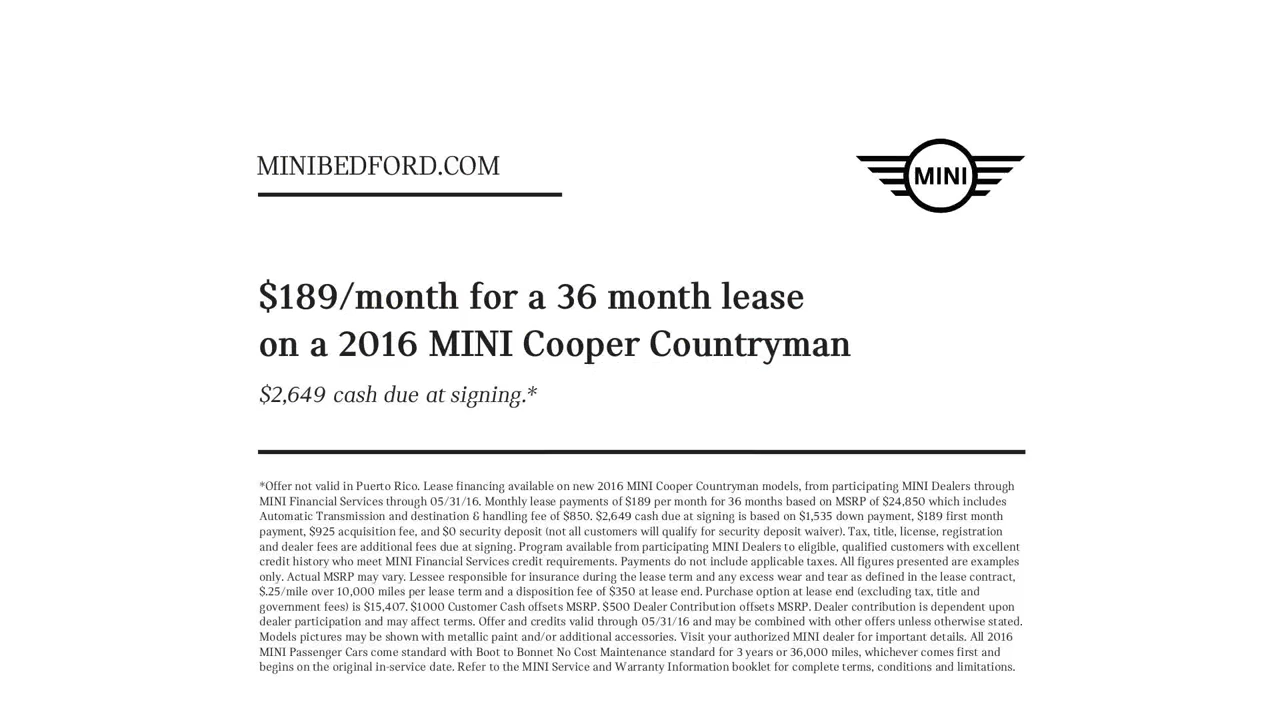 MINIBEDFORD.COM
MINI
$189/month for a 36 month lease
on a 2016 MINI Cooper Countryman
$2,649 cash due at signing.*
*Offer not valid in Puerto Rico. Lease financing available on new 2016 MINI Cooper Countryman models, from participating MINI Dealers through
MINI Financial Services through 05/31/16. Monthly lease payments of $189 per month for 36 months based on MSRP of $24,850 which includes
Automatic Transmission and destination & handling fee of $850. $2,649 cash due at signing is based on $1,535 down payment, $189 first month
payment, $925 acquisition fee, and $0 security deposit (not all customers will qualify for security deposit waiver). Tax, title, license, registration
and dealer fees are additional fees due at signing. Program available from participating MINI Dealers to eligible, qualified customers with excellent
credit history who meet MINI Financial Services credit requirements. Payments do not include applicable taxes. All figures presented are examples
only. Actual MSRP may vary. Lessee responsible for insurance during the lease term and any excess wear and tear as defined in the lease contract,
$.25/mile over 10,000 miles per lease term and a disposition fee of $350 at lease end. Purchase option at lease end (excluding tax, title and
government fees) is $15,407. $1000 Customer Cash offsets MSRP. $500 Dealer Contribution offsets MSRP. Dealer contribution is dependent upon
dealer participation and may affect terms. Offer and credits valid through 05/31/16 and may be combined with other offers unless otherwise stated.
Models pictures may be shown with metallic paint and/or additional accessories. Visit your authorized MINI dealer for important details. All 2016
MINI Passenger Cars come standard with Boot to Bonnet No Cost Maintenance standard for 3 years or 36,000 miles, whichever comes first and
begins on the original in-service date. Refer to the MINI Service and Warranty Information booklet for complete terms, conditions and limitations.